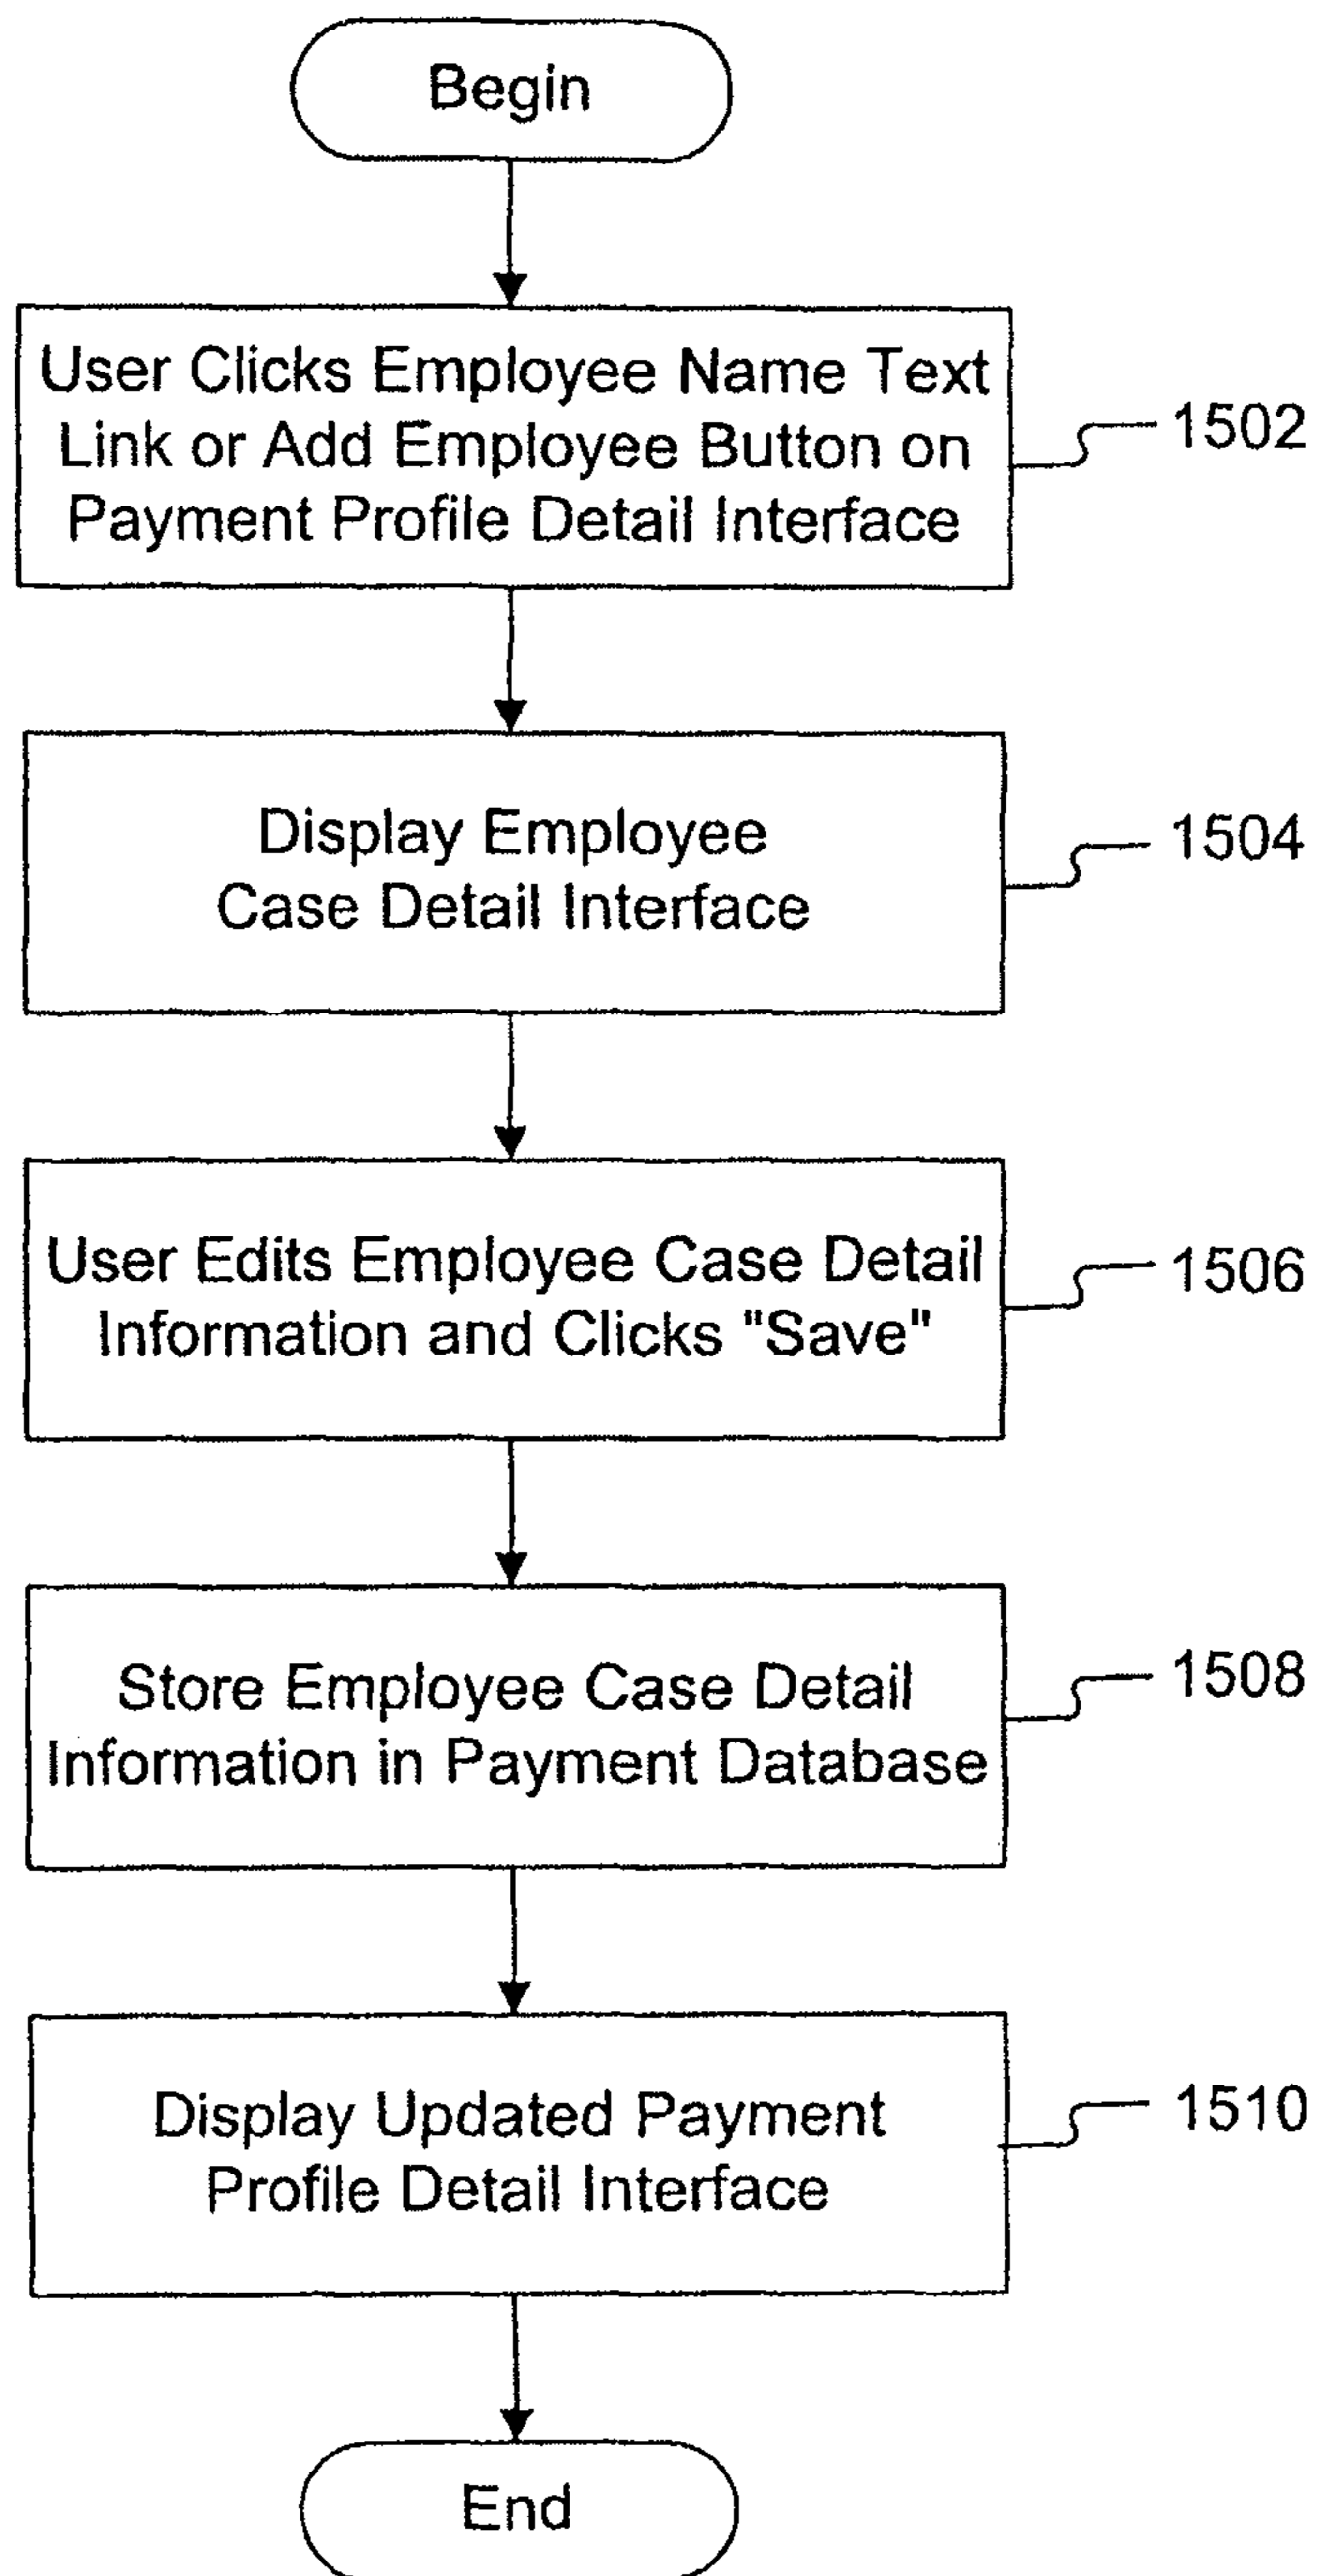 Begin
User Clicks Employee Name Text
Link or Add Employee Button on
Payment Profile Detail Interface
1502
Display Employee
Case Detail Interface
1504
User Edits Employee Case Detail
Information and Clicks "Save"
1506
Store Employee Case Detail
Information in Payment Database
1508
Display Updated Payment
Profile Detail Interface
1510
End